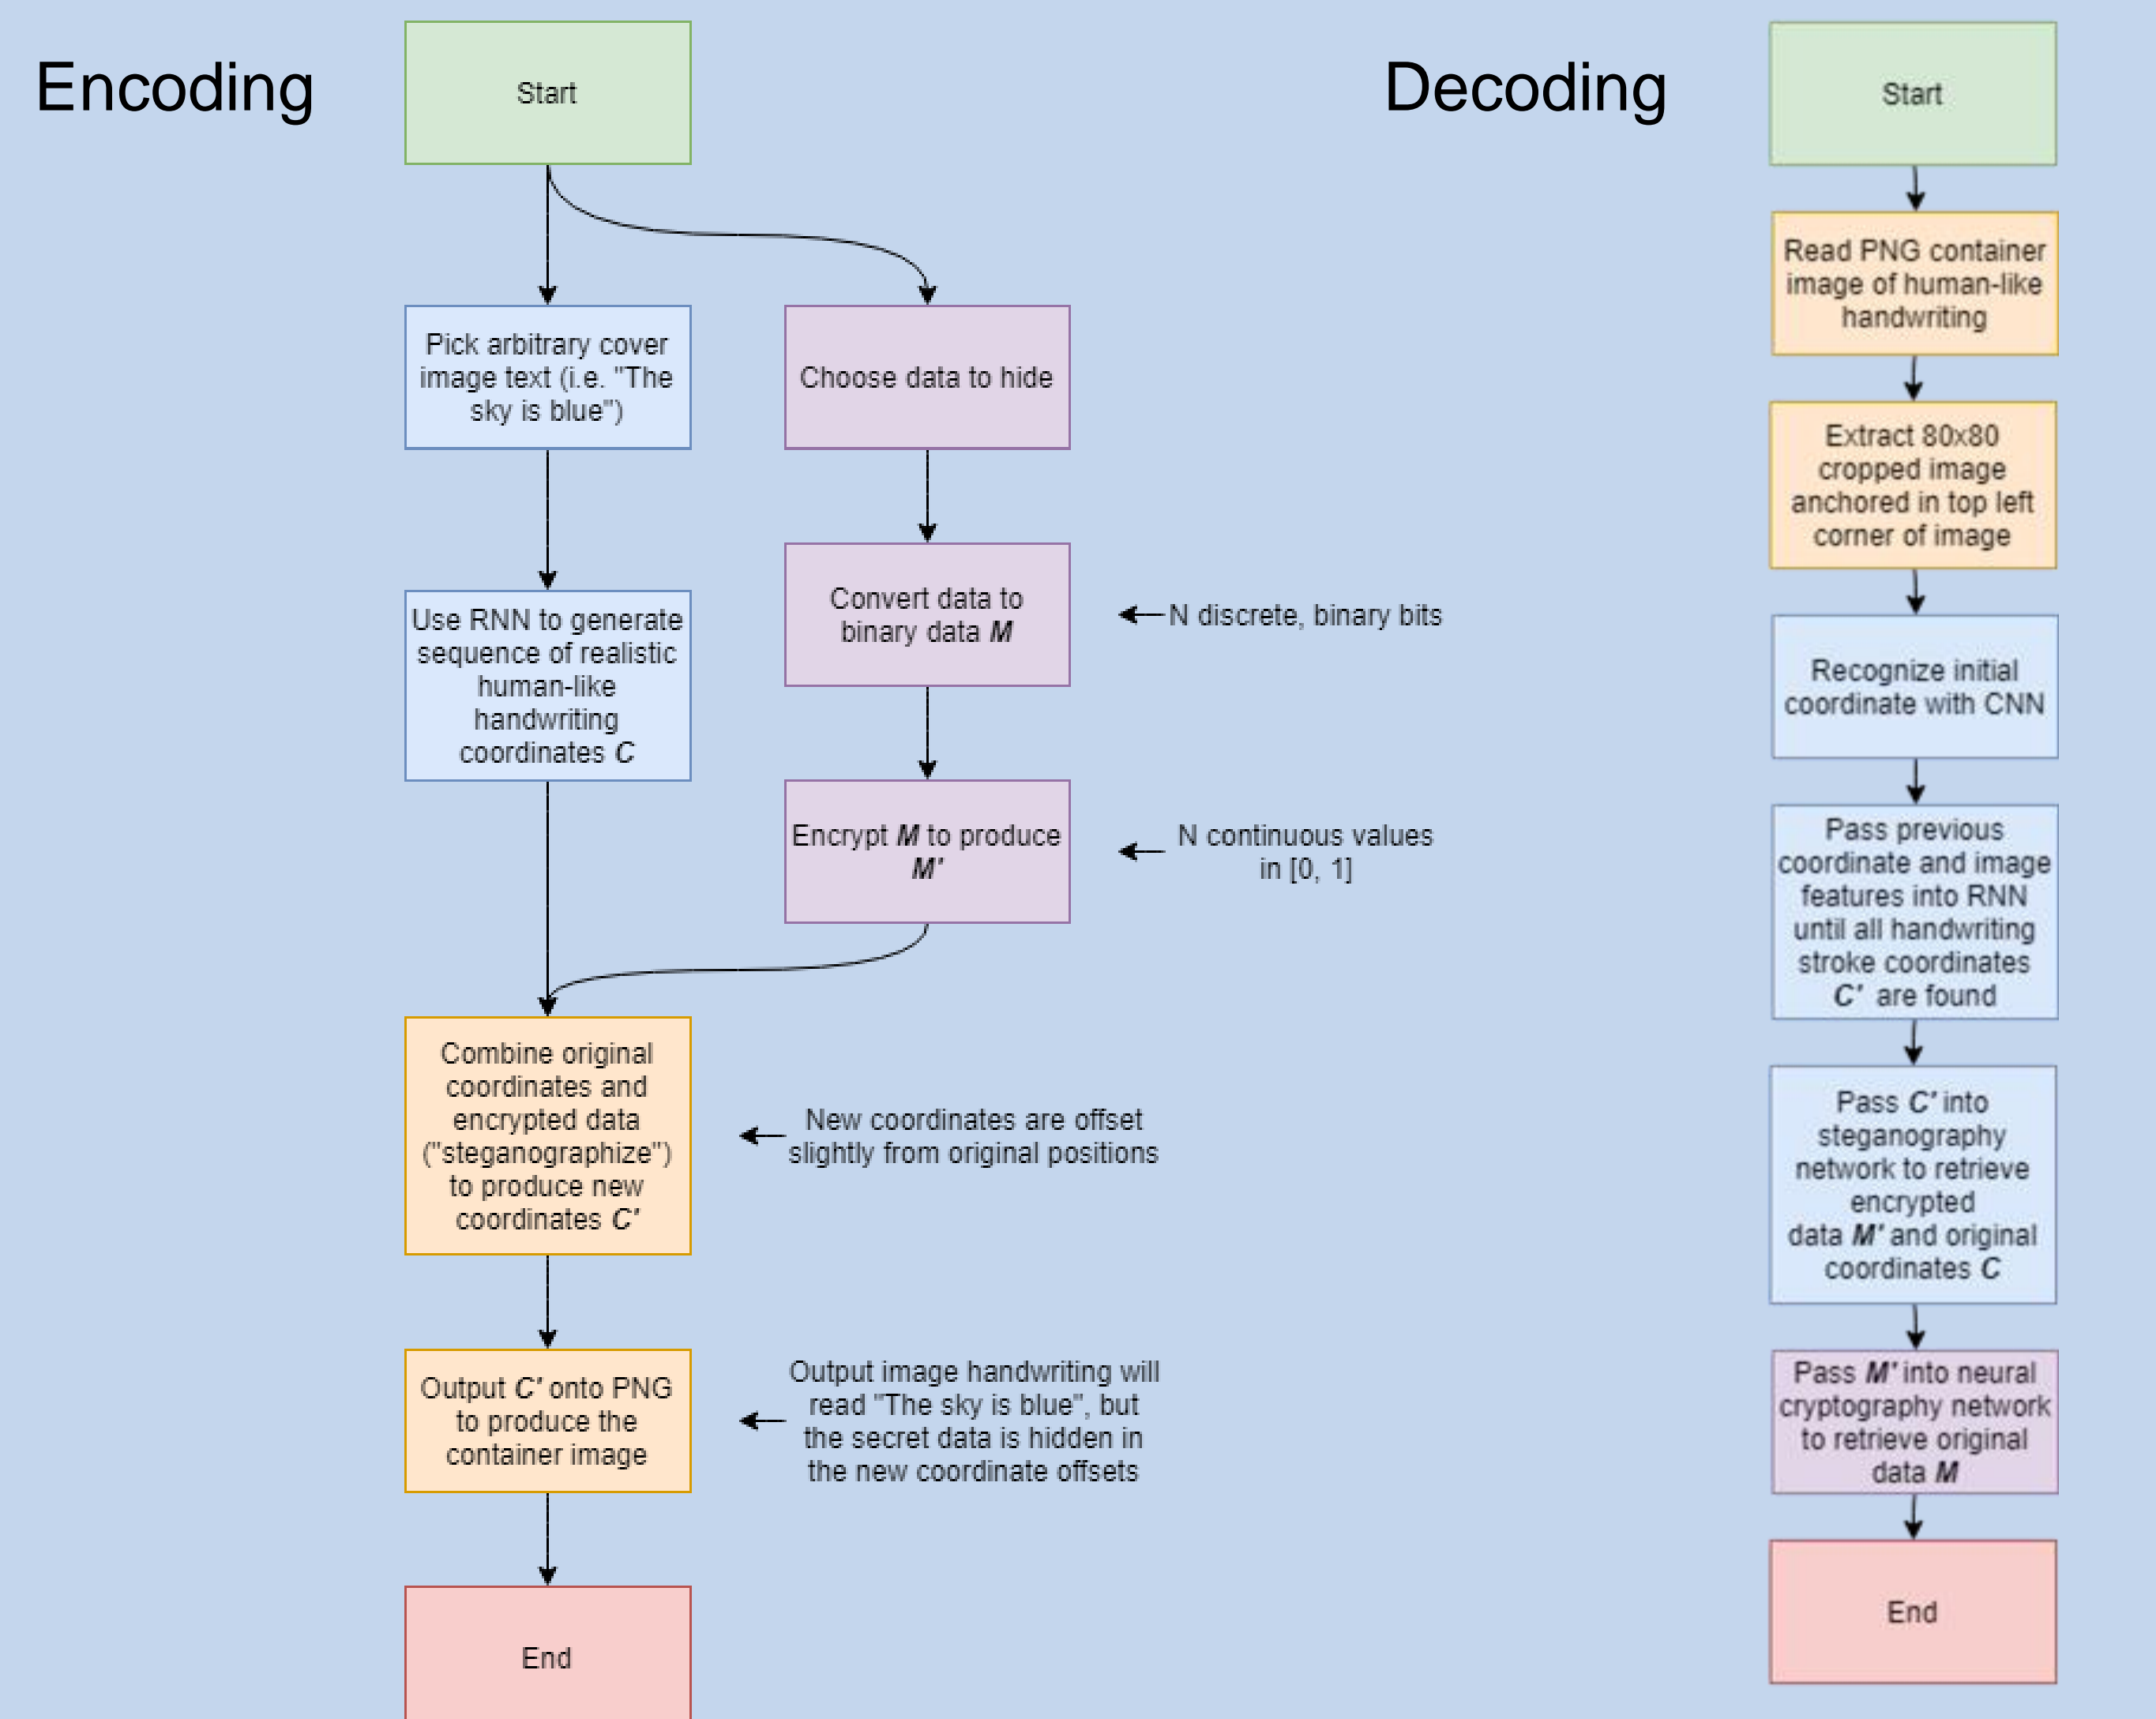 Encoding
Start
Pick arbitrary cover
image text (i.e. "The
sky is blue")
Choose data to hide
Use RNN to generate
sequence of realistic
human-like
handwriting
coordinates C
Convert data to
binary data M
N discrete, binary bits
Encrypt M to produce
M'
N continuous values
in [0, 1]
Combine original
coordinates and
encrypted data
("steganographize")
to produce new
coordinates C'
New coordinates are offset
slightly from original positions
Output C' onto PNG
to produce the
container image
Output image handwriting will
read "The sky is blue", but
the secret data is hidden in
the new coordinate offsets
End
Decoding
Start
Read PNG container
image of human-like
handwriting
Extract 80x80
cropped image
anchored in top left
corner of image
Recognize initial
coordinate with CNN
Pass previous
coordinate and image
features into RNN
until all handwriting
stroke coordinates
C' are found
Pass C' into
steganography
network to retrieve
encrypted
data M' and original
coordinates C
Pass M' into neural
cryptography network
to retrieve original
data M
End